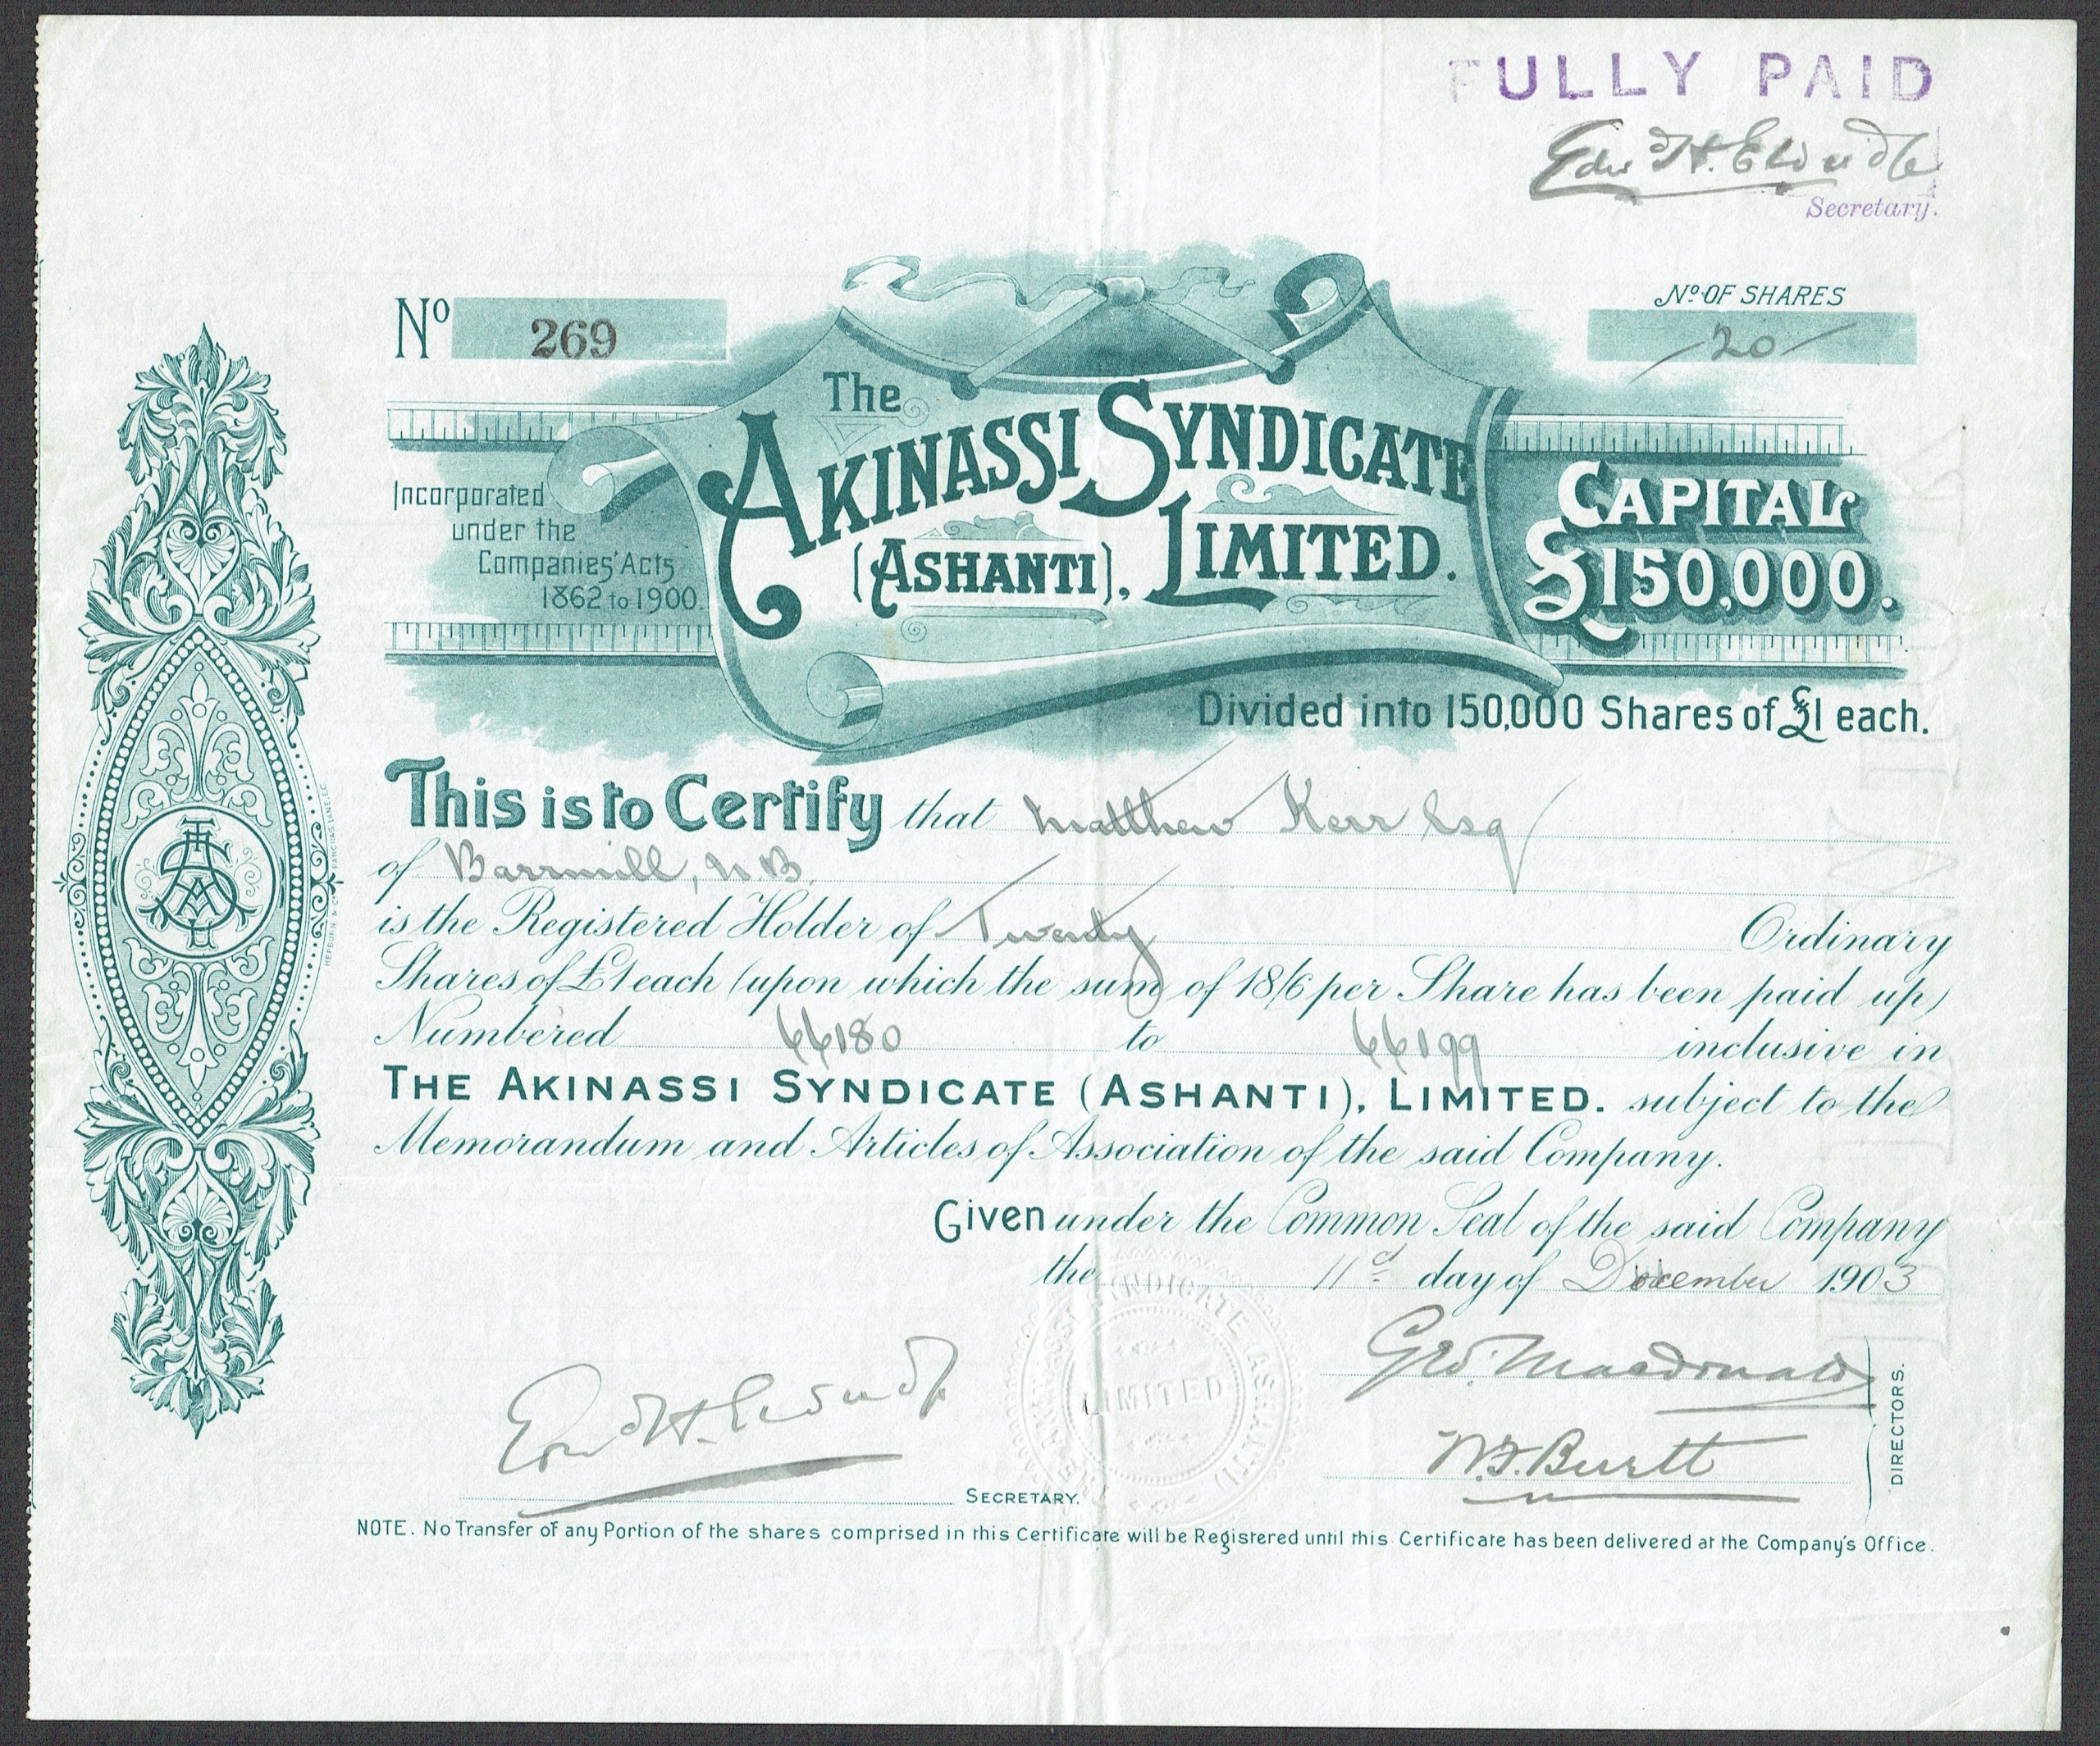 FULLY PAID
Secretary.
No 269
No. OF SHARES
20
The
AKINASSI SYNDICATE
(ASHANTI), LIMITED.
Incorporated
under the
Companies' Acts
1862 to 1900.
CAPITAL
£150,000.
Divided into 150,000 Shares of £1 each.
This is to Certify that Matthew Kerr Esq
of Barrmill, N.B.
is the Registered Holder of Twenty Ordinary
Shares of £1 each (upon which the sum of 18/6 per Share has been paid up)
Numbered 66180 to 66199 inclusive in
THE AKINASSI SYNDICATE (ASHANTI), LIMITED. subject to the
Memorandum and Articles of Association of the said Company.
Given under the Common Seal of the said Company
the 11th day of December 1903
Geo. Macdonald
W.F. Burtt
DIRECTORS.
SECRETARY.
THE AKINASSI SYNDICATE (ASHANTI)
LIMITED
NOTE. No Transfer of any Portion of the shares comprised in this Certificate will be Registered until this Certificate has been delivered at the Company's Office.